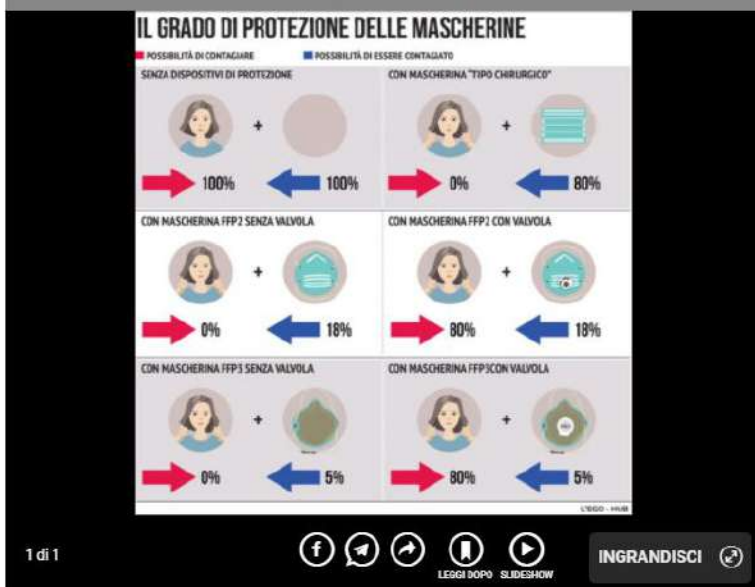 IL GRADO DI PROTEZIONE DELLE MASCHERINE
POSSIBILITÀ DI CONTAGIARE POSSIBILITÀ DI ESSERE CONTAGIATO
SENZA DISPOSITIVI DI PROTEZIONE
+
100% 100%
CON MASCHERINA "TIPO CHIRURGICO"
+
0% 80%
CON MASCHERINA FFP2 SENZA VALVOLA
+
0% 18%
CON MASCHERINA FFP2 CON VALVOLA
+
80% 18%
CON MASCHERINA FFP3 SENZA VALVOLA
+
0% 5%
CON MASCHERINA FFP3CON VALVOLA
+
80% 5%
L'EGO - HUB
1 di 1
LEGGI DOPO SLIDESHOW
INGRANDISCI